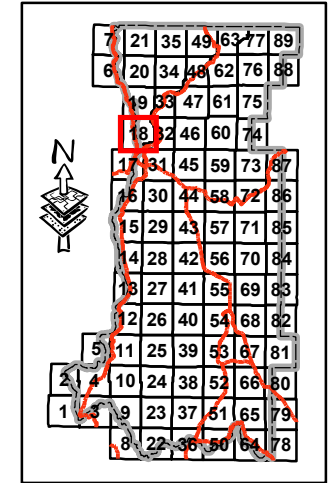 7 21 35 49 63 77 89
6 20 34 48 62 76 88
19 33 47 61 75
18 32 46 60 74
N
17 31 45 59 73 87
16 30 44 58 72 86
15 29 43 57 71 85
14 28 42 56 70 84
13 27 41 55 69 83
12 26 40 54 68 82
5 11 25 39 53 67 81
2 4 10 24 38 52 66 80
1 3 9 23 37 51 65 79
8 22 36 50 64 78